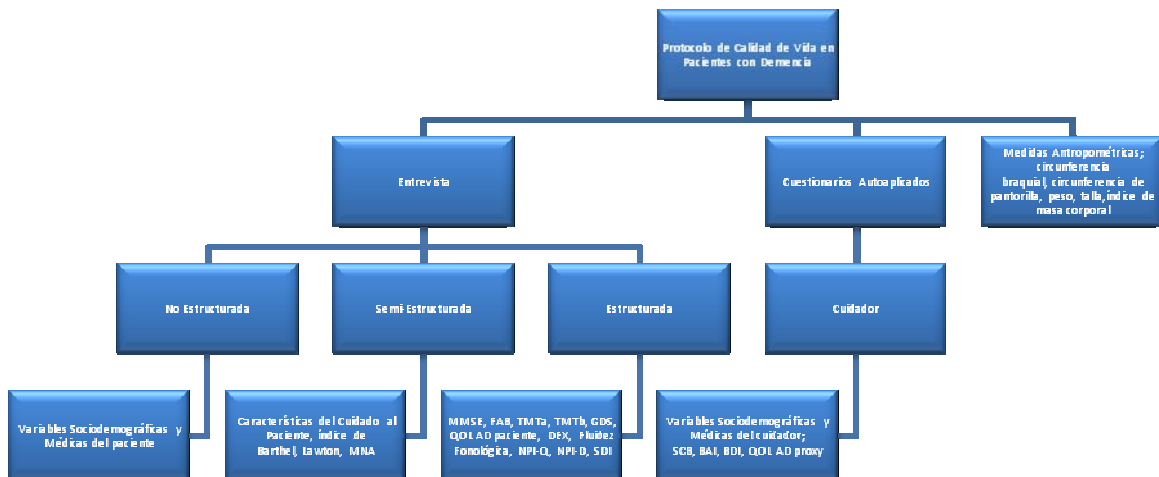 Protocolo de Calidad de Vida en
Pacientes con Demencia
Entrevista
Cuestionarios Autoaplicados
Medidas Antropométricas;
circunferencia
braquial, circunferencia de
pantorilla, peso, talla,índice de
masa corporal
No Estructurada
Semi-Estructurada
Estructurada
Cuidador
Variables Sociodemográficas y
Médicas del paciente
Características del Cuidado al
Paciente, índice de
Barthel, Lawton, MNA
MMSE, FAB, TMTa, TMTb, GDS,
QOL AD paciente, DEX, Fluidez
Fonológica, NPI-Q, NPI-D, SDI
Variables Sociodemográficas y
Médicas del cuidador;
SCB, BAI, BDI, QOL AD proxy